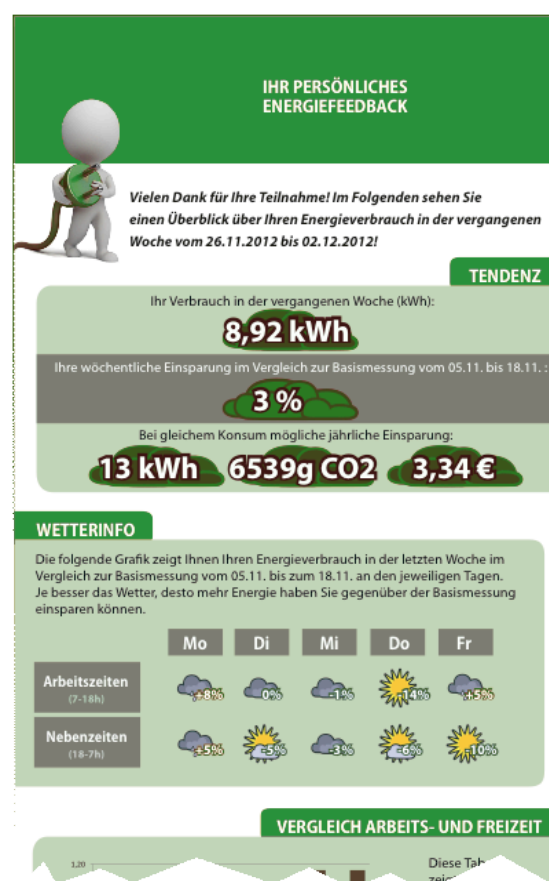 IHR PERSÖNLICHES
ENERGIEFEEDBACK
Vielen Dank für Ihre Teilnahme! Im Folgenden sehen Sie
einen Überblick über Ihren Energieverbrauch in der vergangenen
Woche vom 26.11.2012 bis 02.12.2012!
TENDENZ
Ihr Verbrauch in der vergangenen Woche (kWh):
8,92 kWh
Ihre wöchentliche Einsparung im Vergleich zur Basismessung vom 05.11. bis 18.11. :
3 %
Bei gleichem Konsum mögliche jährliche Einsparung:
13 kWh 6539g CO2 3,34 €
WETTERINFO
Die folgende Grafik zeigt Ihnen Ihren Energieverbrauch in der letzten Woche im
Vergleich zur Basismessung vom 05.11. bis zum 18.11. an den jeweiligen Tagen.
Je besser das Wetter, desto mehr Energie haben Sie gegenüber der Basismessung
einsparen können.
Mo Di Mi Do Fr
Arbeitszeiten
(7-18h)
+8% 0% -1% -14% +5%
Nebenzeiten
(18-7h)
+5% -5% -3% -6% -10%
VERGLEICH ARBEITS- UND FREIZEIT
1,20
Diese